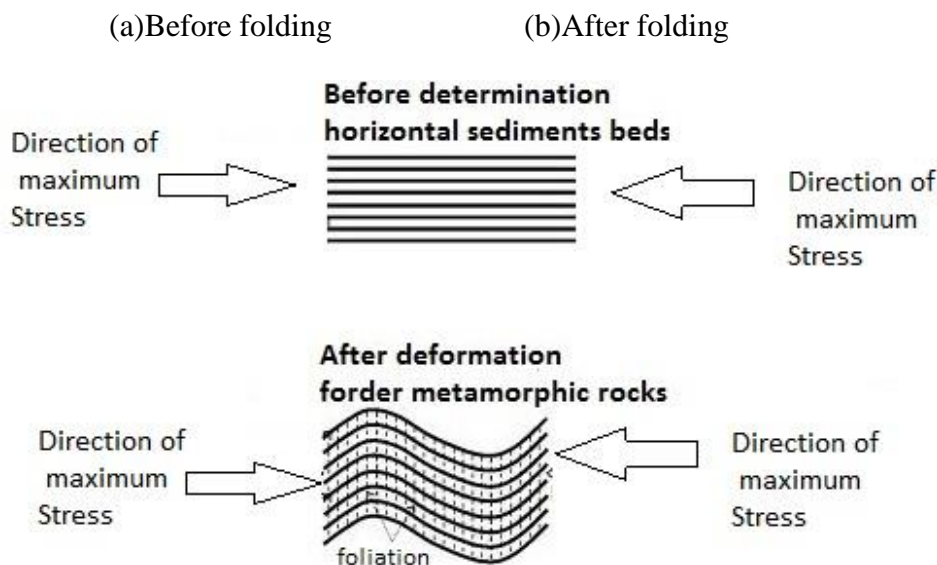 (a)Before folding (b)After folding
Before determination
horizontal sediments beds
Direction of
maximum
Stress
Direction of
maximum
Stress
After deformation
forder metamorphic rocks
Direction of
maximum
Stress
Direction of
maximum
Stress
foliation